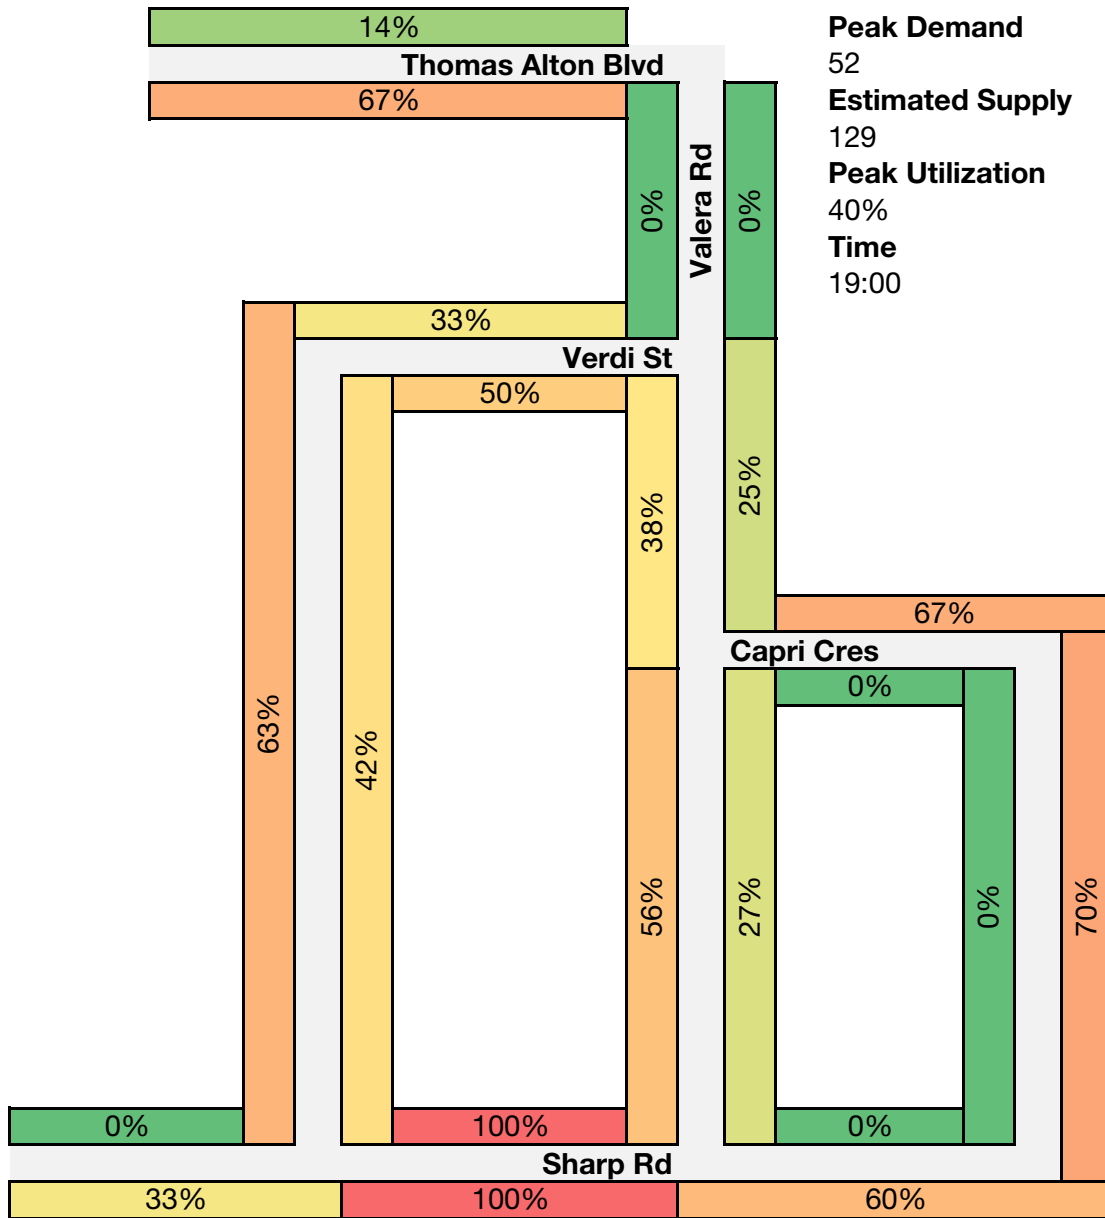 14%
Thomas Alton Blvd
67%
Peak Demand
52
Estimated Supply
129
Peak Utilization
40%
Time
19:00
0%
Valera Rd
0%
33%
Verdi St
50%
38%
25%
67%
Capri Cres
0%
63%
42%
56%
27%
0%
70%
0%
100%
0%
Sharp Rd
33%
100%
60%